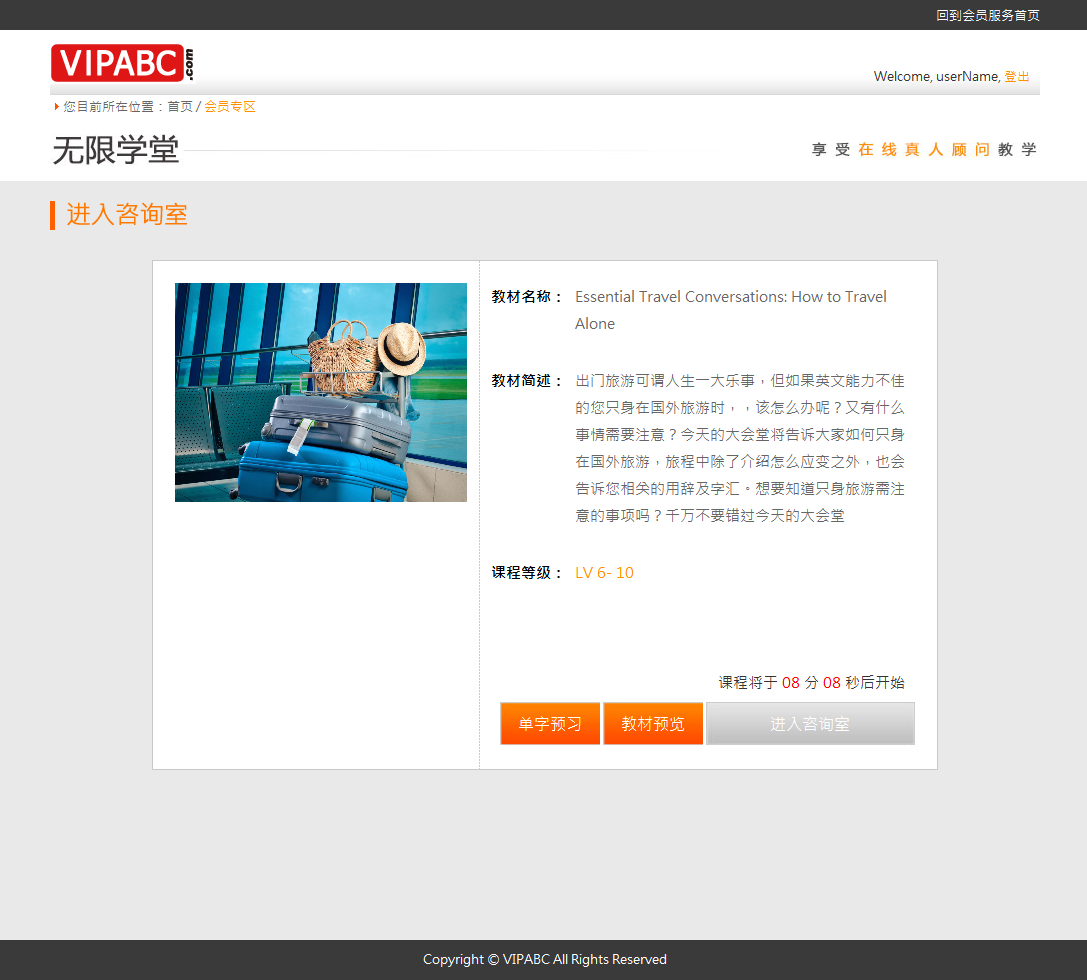 回到会员服务首页
VIPABC.com
Welcome, userName, 登出
您目前所在位置：首页 / 会员专区
无限学堂
享受在线真人顾问教学
进入咨询室
教材名称： Essential Travel Conversations: How to Travel
Alone
教材简述： 出门旅游可谓人生一大乐事，但如果英文能力不佳
的您只身在国外旅游时，，该怎么办呢？又有什么
事情需要注意？今天的大会堂将告诉大家如何只身
在国外旅游，旅程中除了介绍怎么应变之外，也会
告诉您相关的用辞及字汇。想要知道只身旅游需注
意的事项吗？千万不要错过今天的大会堂
课程等级： LV 6- 10
课程将于 08 分 08 秒后开始
单字预习 教材预览 进入咨询室
Copyright © VIPABC All Rights Reserved